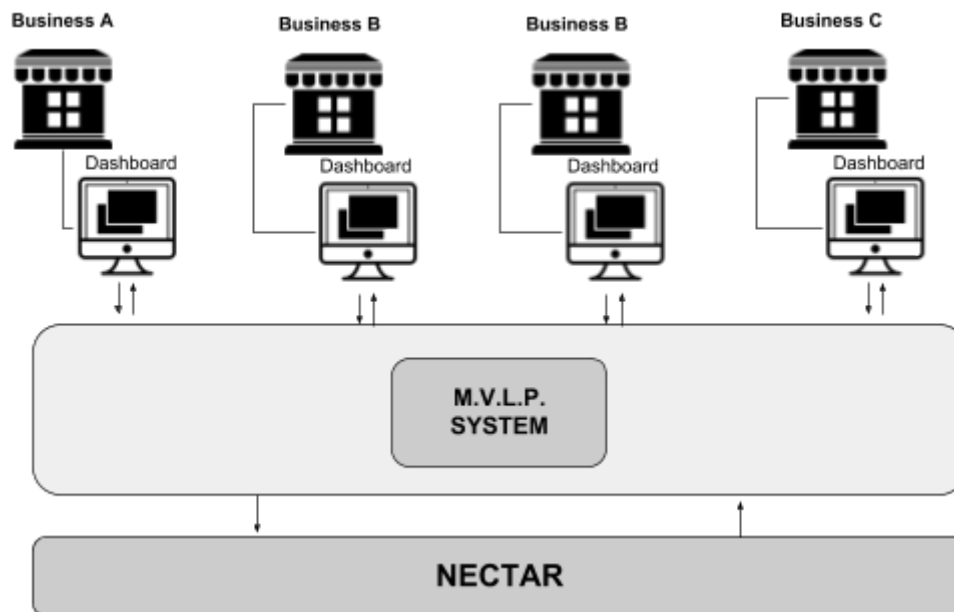 Business A
Business B
Business B
Business C
Dashboard
Dashboard
Dashboard
Dashboard
M.V.L.P.
SYSTEM
NECTAR